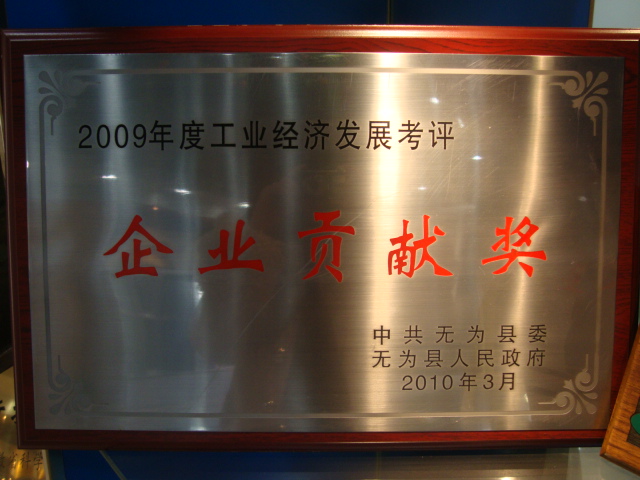 2009年度工业经济发展考评
企业贡献奖
中共无为县委
无为县人民政府
2010年3月